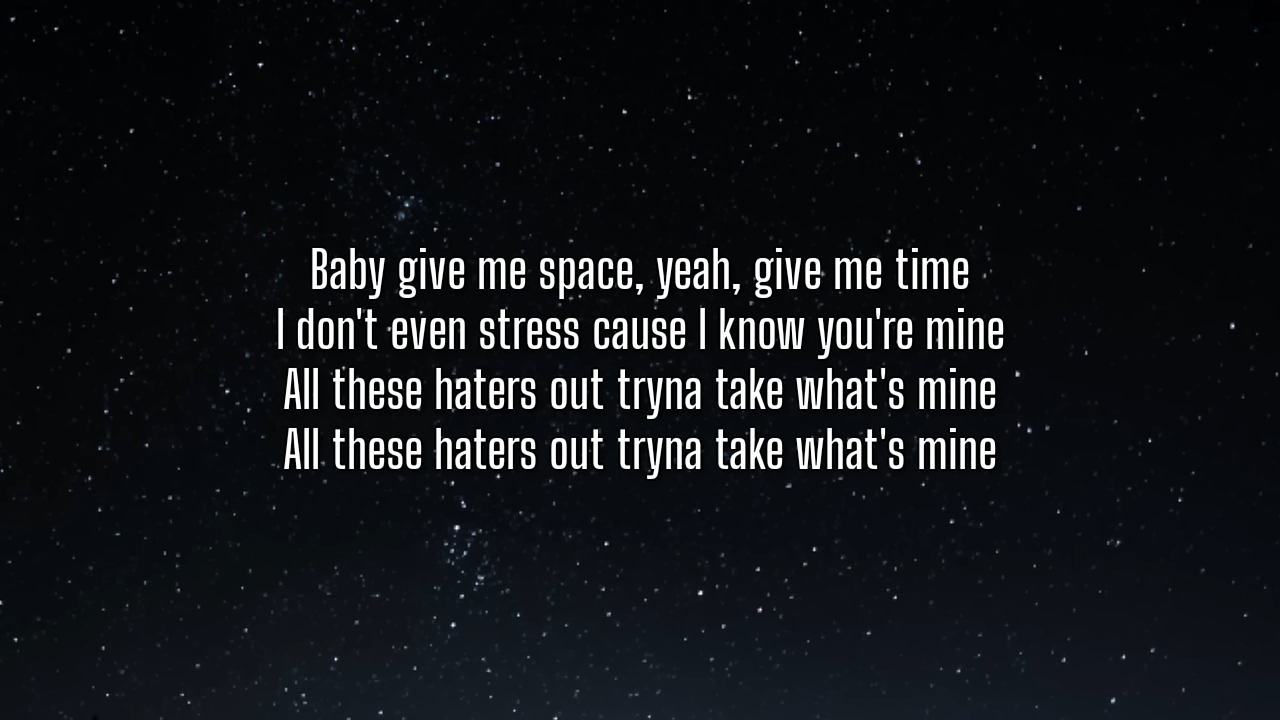 Baby give me space, yeah, give me time
I don't even stress cause I know you're mine
All these haters out tryna take what's mine
All these haters out tryna take what's mine